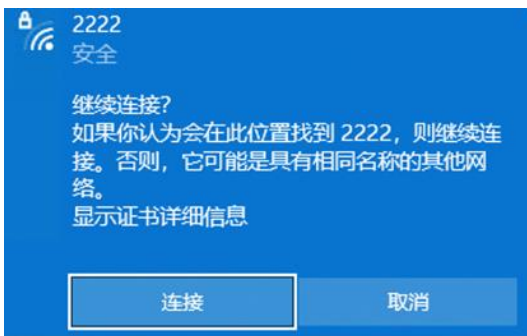 2222
安全
继续连接?
如果你认为会在此位置找到 2222，则继续连
接。否则，它可能是具有相同名称的其他网
络。
显示证书详细信息
连接
取消